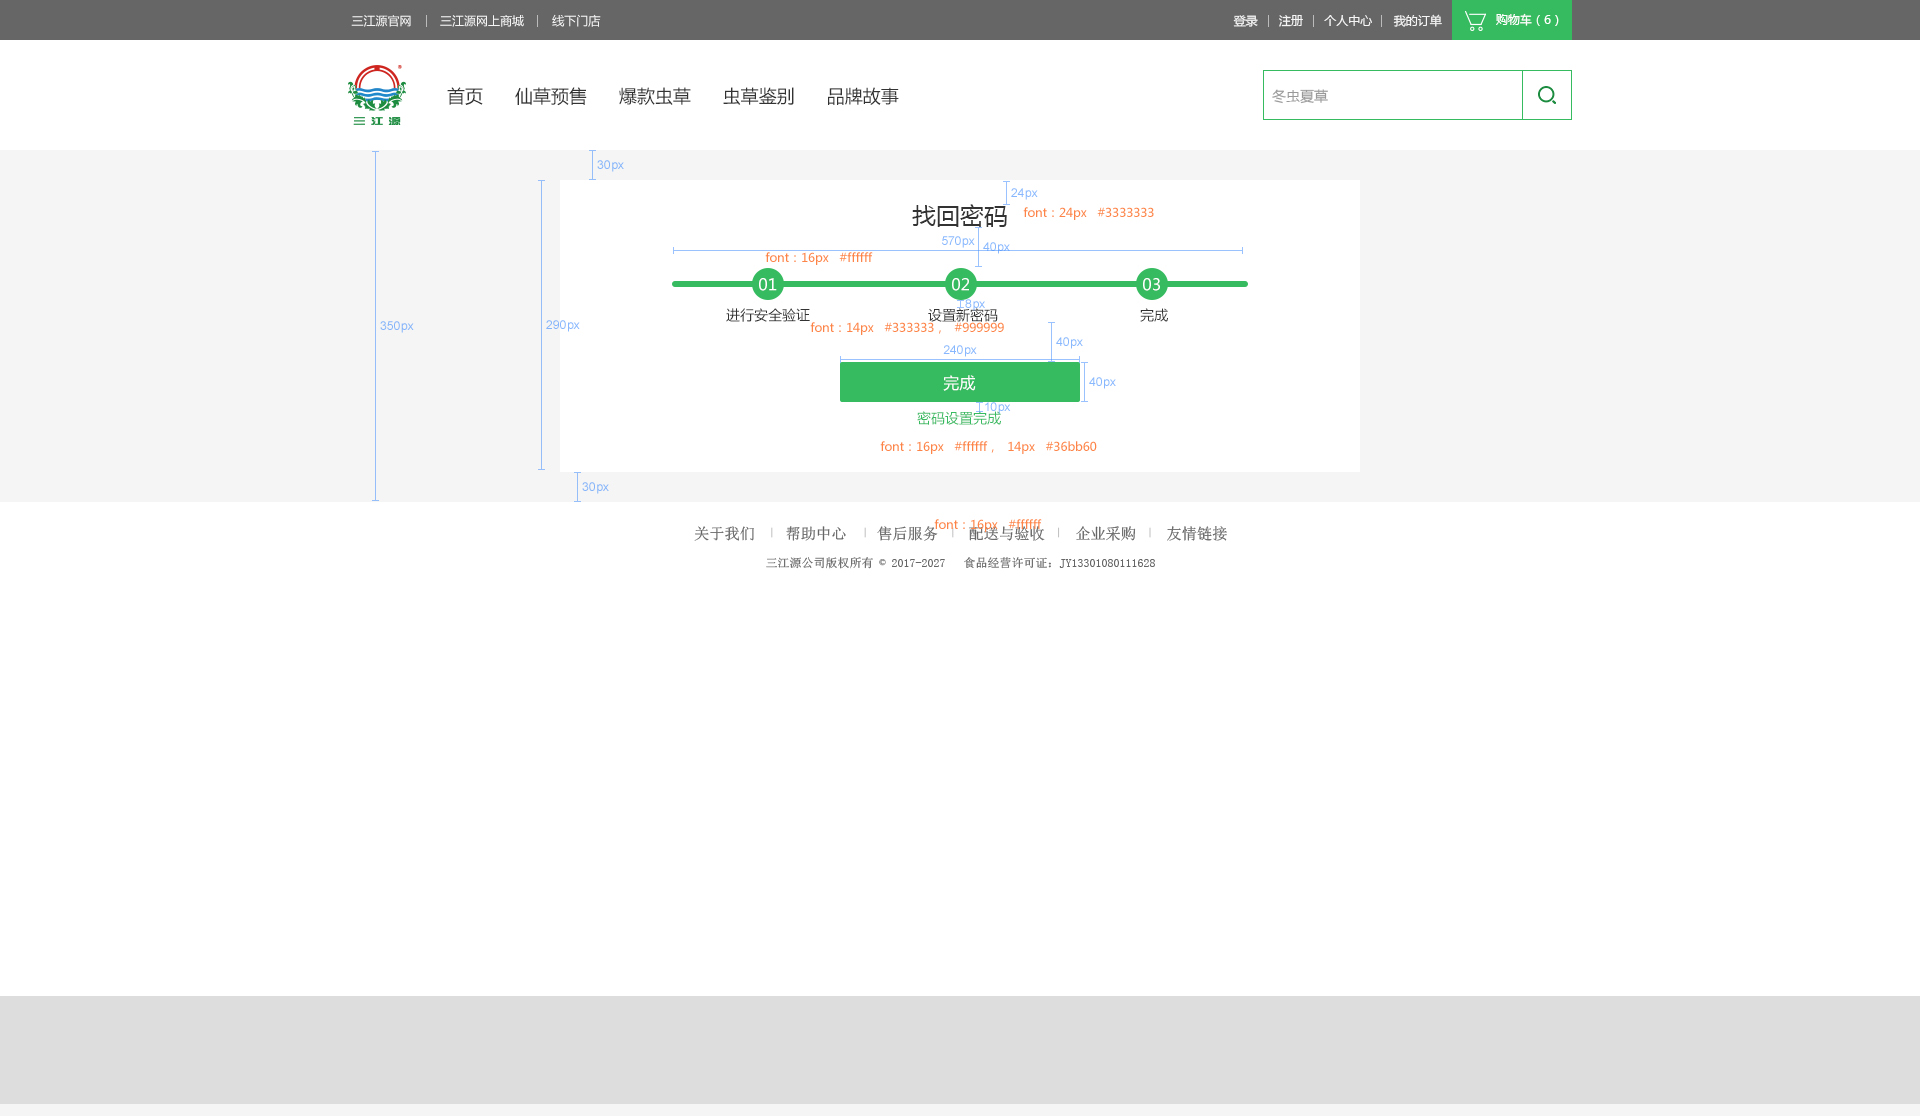 三江源官网 三江源网上商城 线下门店 登录 注册 个人中心 我的订单 购物车 ( 6 )
三江源
首页 仙草预售 爆款虫草 虫草鉴别 品牌故事 冬虫夏草
30px
24px
找回密码 font : 24px #3333333
570px 40px
font : 16px #ffffff
01 02 03
18px
进行安全验证 设置新密码 完成
350px 290px font : 14px #333333 , #999999
240px 40px
完成 40px
10px
密码设置完成
font : 16px #ffffff , 14px #36bb60
30px
font : 16px #ffffff
关于我们 帮助中心 售后服务 配送与验收 企业采购 友情链接
三江源公司版权所有 © 2017-2027 食品经营许可证：JY13301080111628